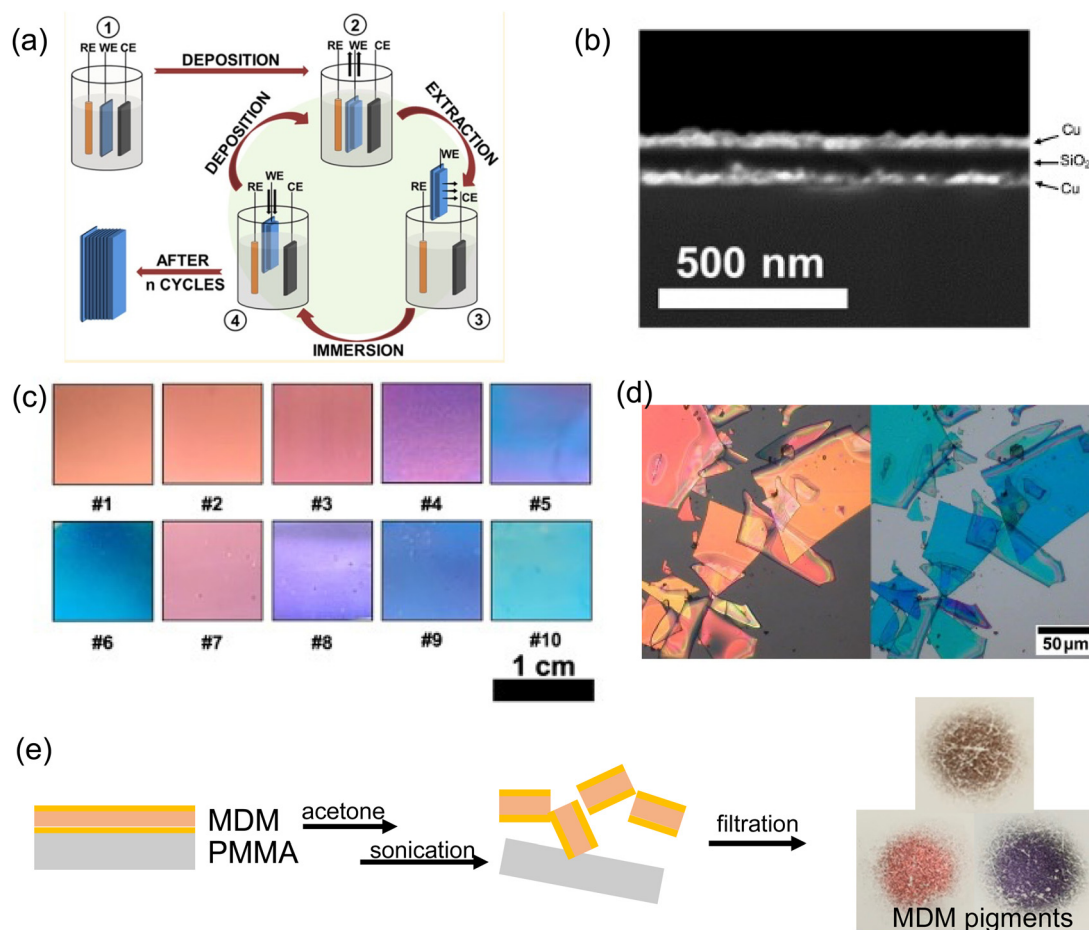 (a)
①
RE WE CE
DEPOSITION
②
RE WE CE
DEPOSITION
EXTRACTION
WE
RE
CE
③
RE
WE
CE
④
AFTER
n CYCLES
IMMERSION
(b)
Cu
SiO₂
Cu
500 nm
(c)
#1
#2
#3
#4
#5
#6
#7
#8
#9
#10
1 cm
(d)
50 µm
(e)
MDM
PMMA
acetone
sonication
filtration
MDM pigments